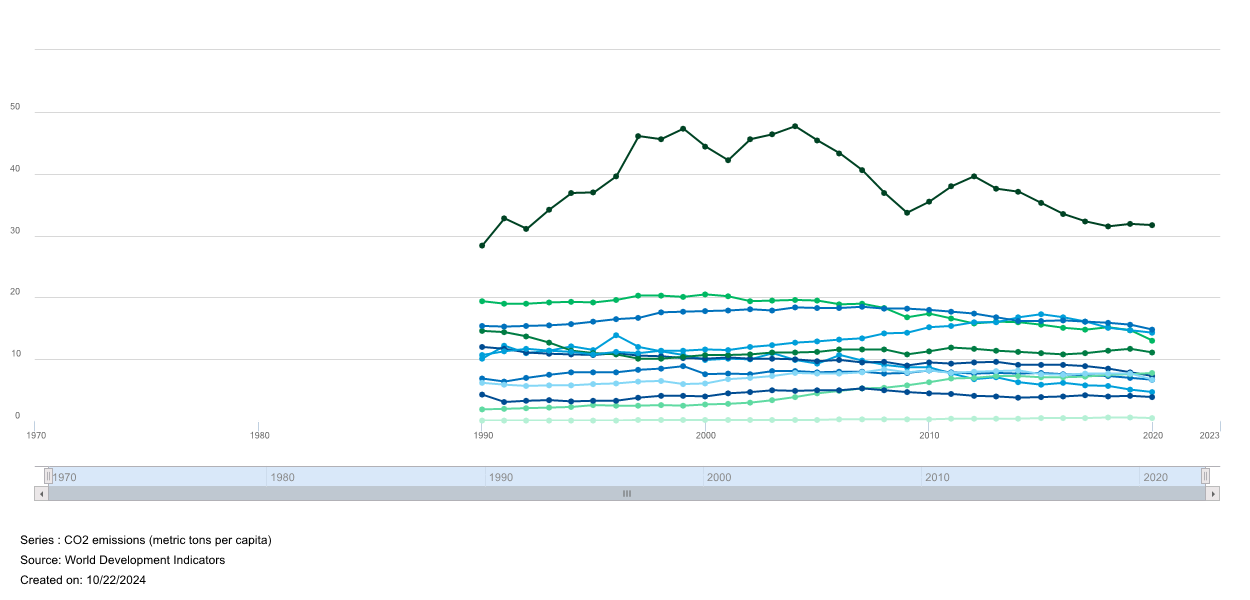 50
40
30
20
10
0
1970 1980 1990 2000 2010 2020 2023
1970 1980 1990 2000 2010 2020
Series : CO2 emissions (metric tons per capita)
Source: World Development Indicators
Created on: 10/22/2024